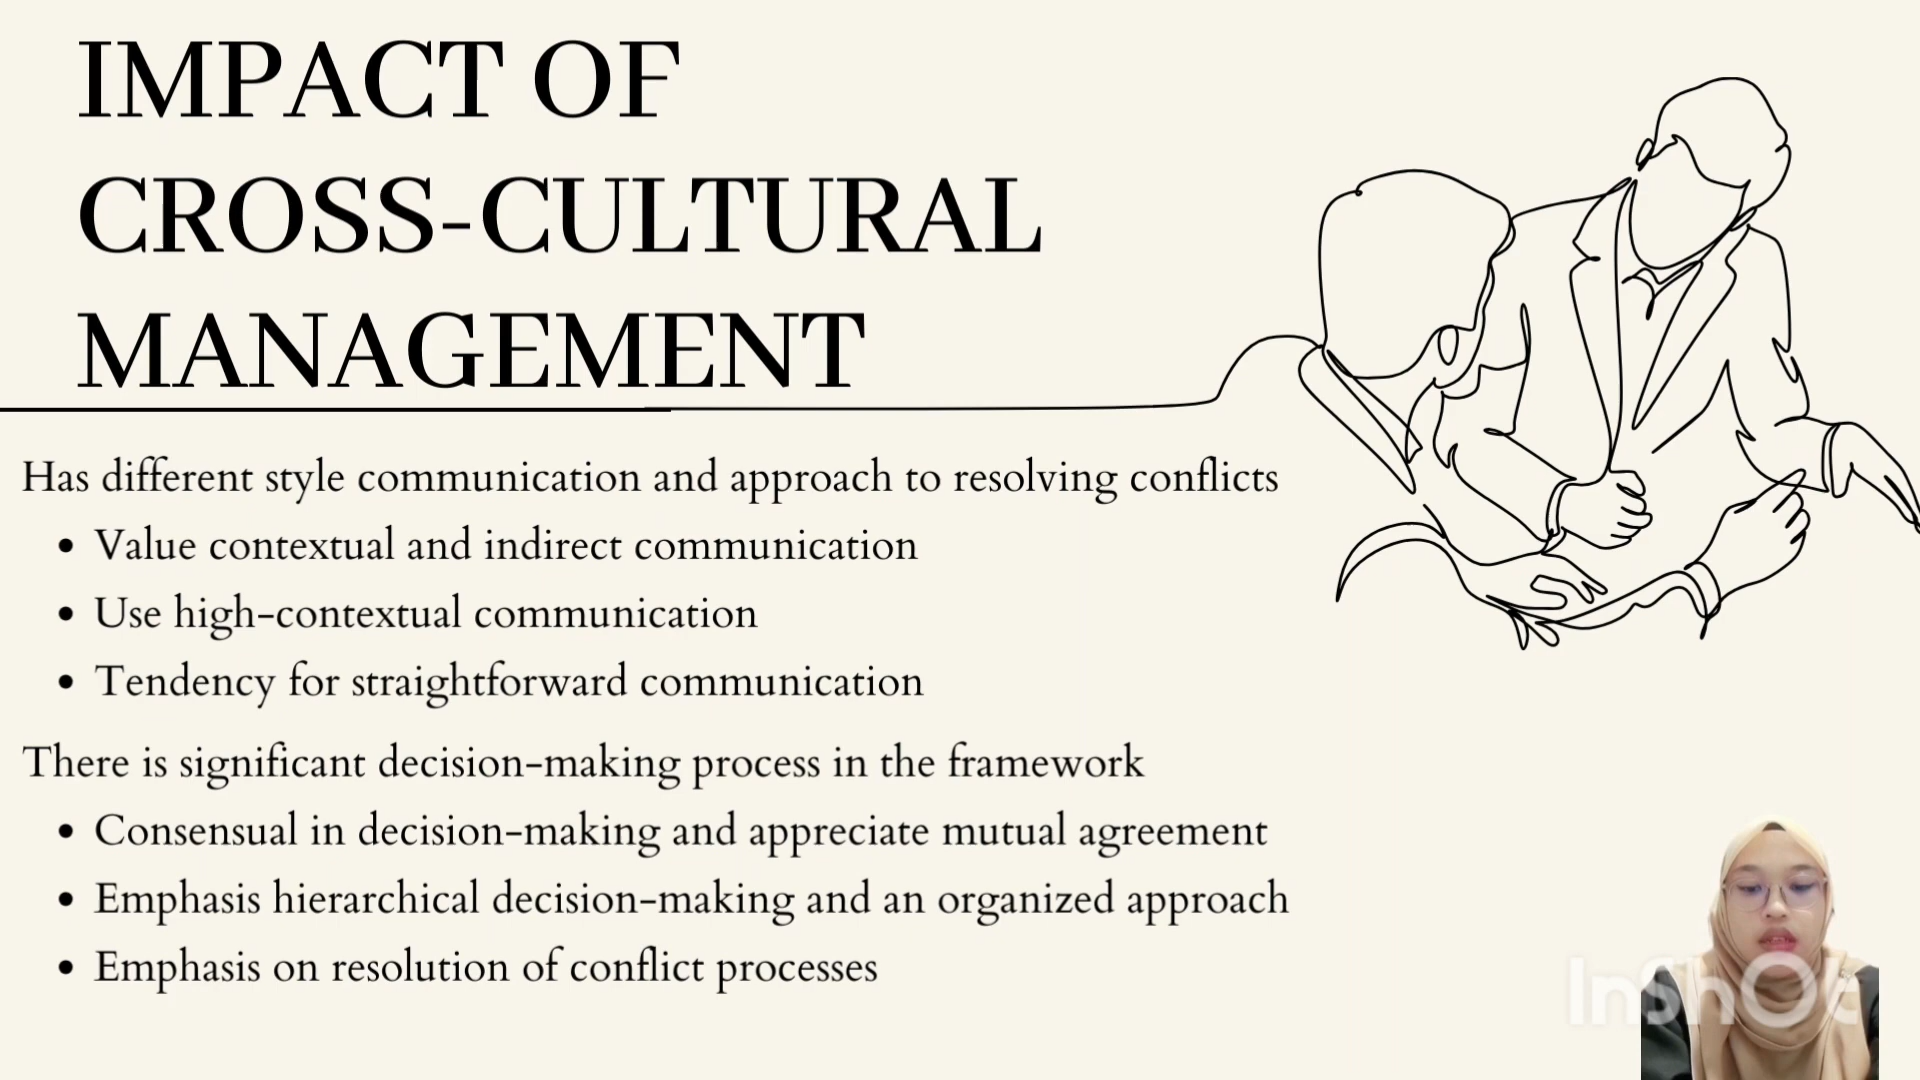 IMPACT OF
CROSS-CULTURAL
MANAGEMENT
Has different style communication and approach to resolving conflicts
• Value contextual and indirect communication
• Use high-contextual communication
• Tendency for straightforward communication
There is significant decision-making process in the framework
• Consensual in decision-making and appreciate mutual agreement
• Emphasis hierarchical decision-making and an organized approach
• Emphasis on resolution of conflict processes
InShOt